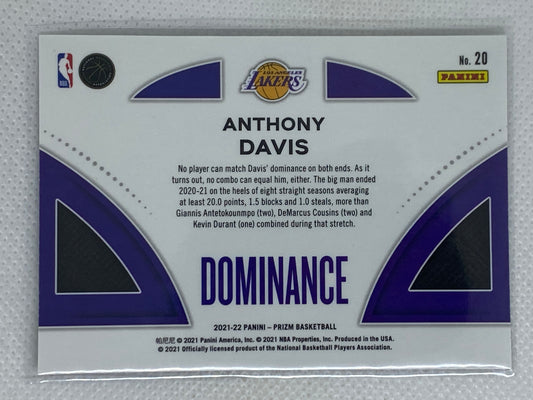 No. 20
PANINI
LOS ANGELES
LAKERS
ANTHONY
DAVIS
No player can match Davis' dominance on both ends. As it
turns out, no combo can equal him, either. The big man ended
2020-21 on the heels of eight straight seasons averaging
at least 20.0 points, 1.5 blocks and 1.0 steals, more than
Giannis Antetokounmpo (two), DeMarcus Cousins (two) and
Kevin Durant (one) combined during that stretch.
DOMINANCE
2021-22 PANINI – PRIZM BASKETBALL
帕尼尼 © 2021 Panini America, Inc. © 2021 NBA Properties, Inc. Produced in the USA.
© 2021 Officially licensed product of the National Basketball Players Association.